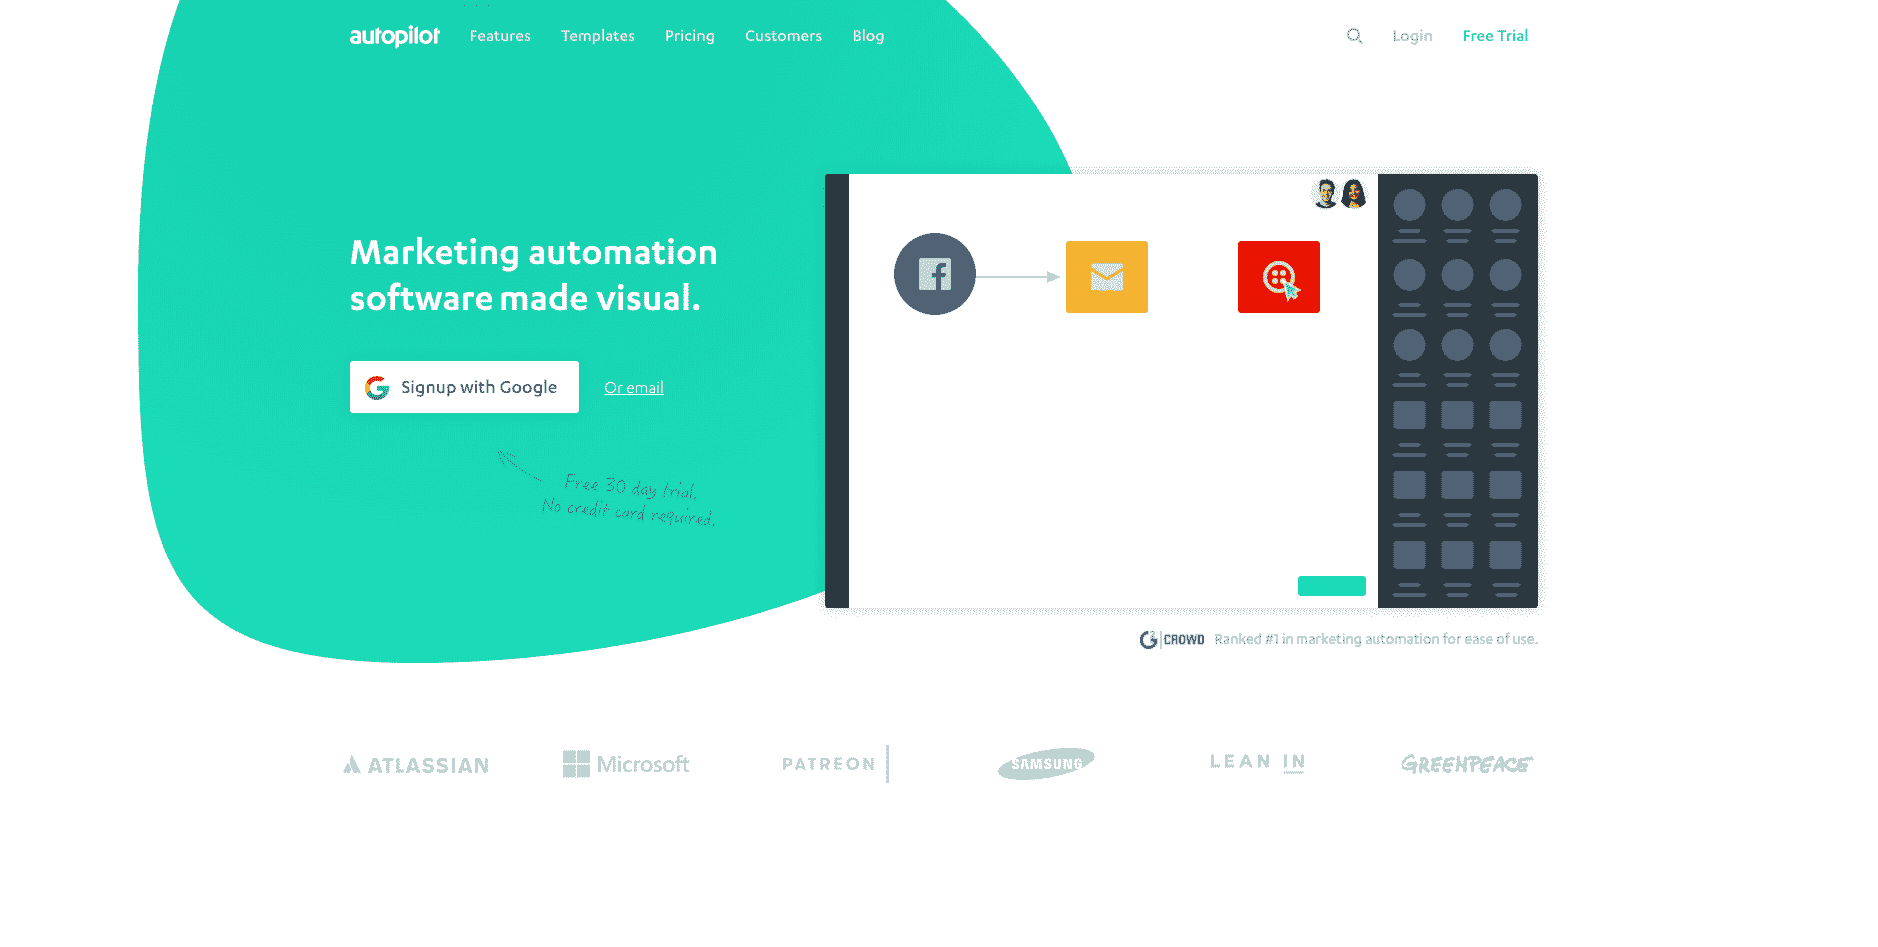 autopilot Features Templates Pricing Customers Blog Login Free Trial
Marketing automation
software made visual.
Signup with Google Or email
Free 30 day trial.
No credit card required.
G2 CROWD Ranked #1 in marketing automation for ease of use.
ATLASSIAN Microsoft PATREON SAMSUNG LEAN IN GREENPEACE